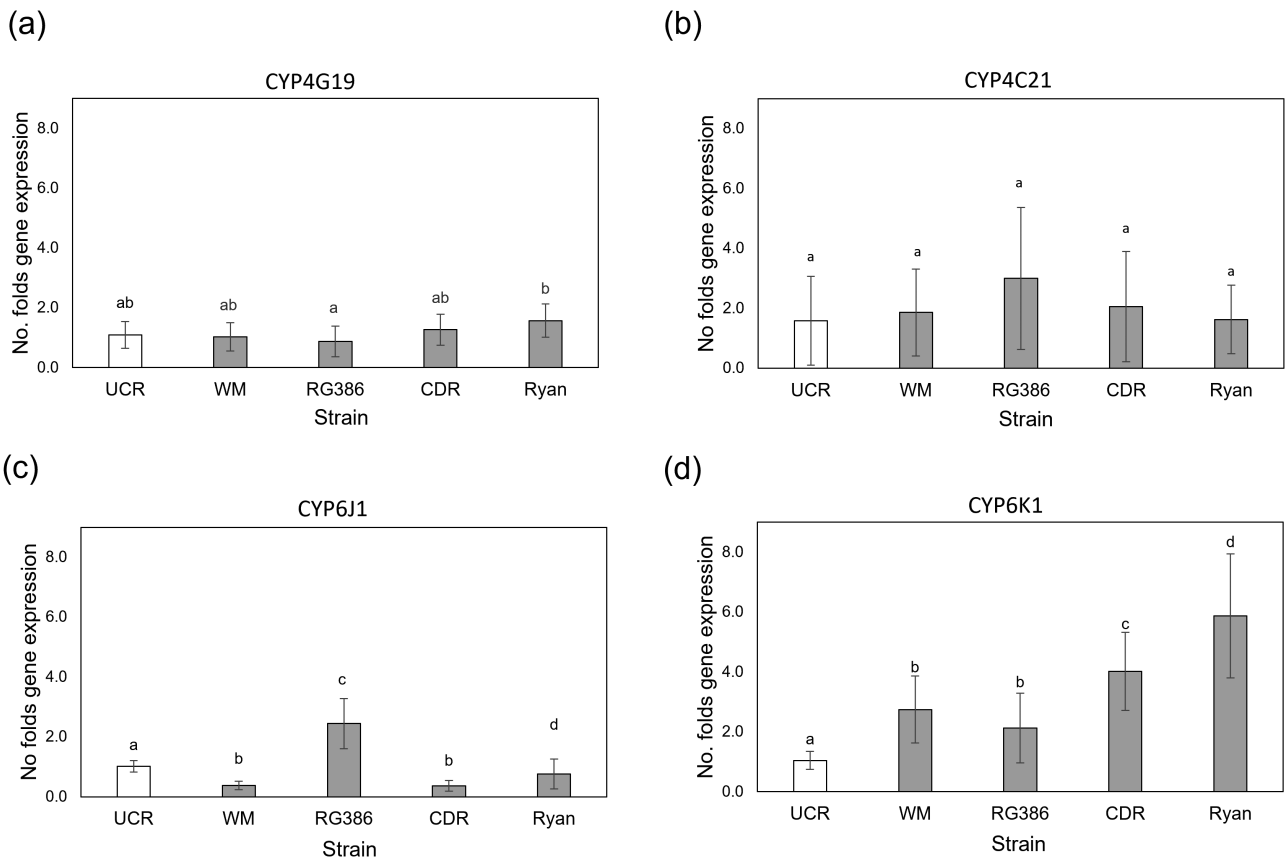 (a)
CYP4G19
No. folds gene expression
8.0
6.0
4.0
2.0
0.0
ab
ab
a
ab
b
UCR WM RG386 CDR Ryan
Strain
(b)
CYP4C21
No folds gene expression
8.0
6.0
4.0
2.0
0.0
a
a
a
a
a
UCR WM RG386 CDR Ryan
Strain
(c)
CYP6J1
No folds gene expression
8.0
6.0
4.0
2.0
0.0
a
b
c
b
d
UCR WM RG386 CDR Ryan
Strain
(d)
CYP6K1
No. folds gene expression
8.0
6.0
4.0
2.0
0.0
a
b
b
c
d
UCR WM RG386 CDR Ryan
Strain